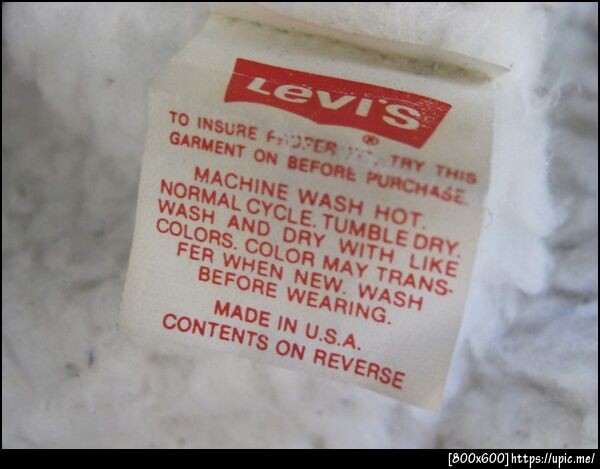 Levi's
®
TO INSURE PROPER FIT, TRY THIS
GARMENT ON BEFORE PURCHASE.
MACHINE WASH HOT.
NORMAL CYCLE. TUMBLE DRY.
WASH AND DRY WITH LIKE
COLORS. COLOR MAY TRANS-
FER WHEN NEW. WASH
BEFORE WEARING.
MADE IN U.S.A.
CONTENTS ON REVERSE
[800x600]https://upic.me/